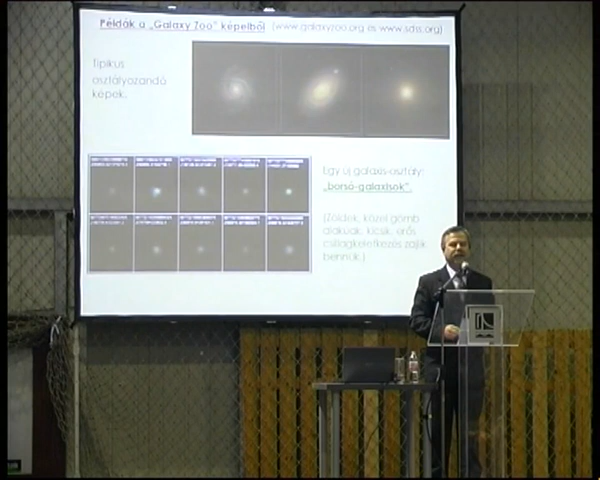 Példák a „Galaxy Zoo" képeiből (www.galaxyzoo.org és www.sdss.org)
Tipikus
osztályozandó
képek.
Egy új galaxis-osztály:
„borsó-galaxisok".
(Zöldek, közel gömb
alakúak, kicsik, erős
csillagkeletkezés zajlik
bennük.)